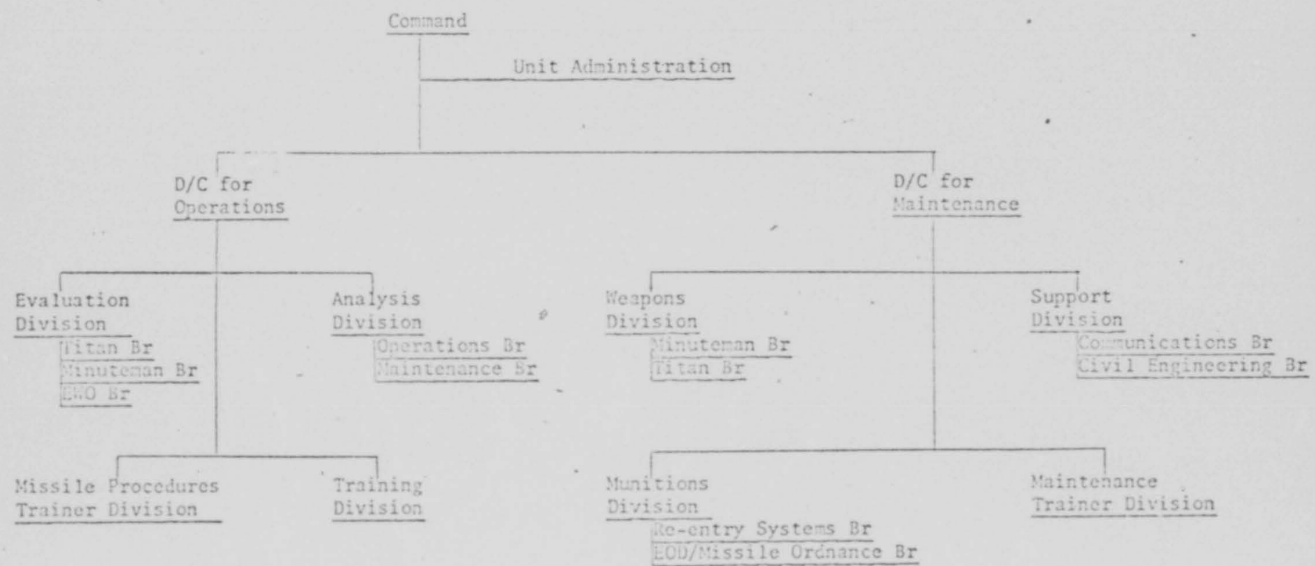 Command
Unit Administration
D/C for
Operations
D/C for
Maintenance
Evaluation
Division
Titan Br
Minuteman Br
EWO Br
Analysis
Division
Operations Br
Maintenance Br
Weapons
Division
Minuteman Br
Titan Br
Support
Division
Communications Br
Civil Engineering Br
Missile Procedures
Trainer Division
Training
Division
Munitions
Division
Re-entry Systems Br
EOD/Missile Ordnance Br
Maintenance
Trainer Division